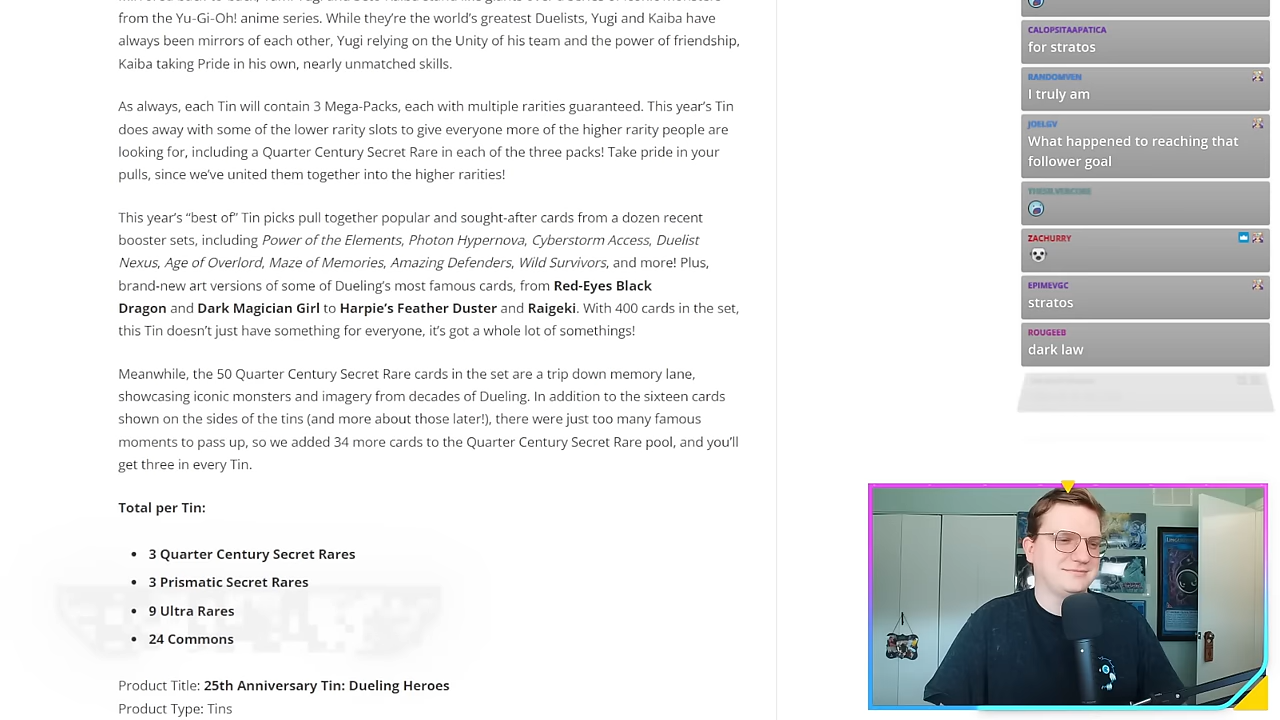 from the Yu-Gi-Oh! anime series. While they're the world's greatest Duelists, Yugi and Kaiba have
always been mirrors of each other, Yugi relying on the Unity of his team and the power of friendship,
Kaiba taking Pride in his own, nearly unmatched skills.
As always, each Tin will contain 3 Mega-Packs, each with multiple rarities guaranteed. This year's Tin
does away with some of the lower rarity slots to give everyone more of the higher rarity people are
looking for, including a Quarter Century Secret Rare in each of the three packs! Take pride in your
pulls, since we've united them together into the higher rarities!
This year's “best of” Tin picks pull together popular and sought-after cards from a dozen recent
booster sets, including Power of the Elements, Photon Hypernova, Cyberstorm Access, Duelist
Nexus, Age of Overlord, Maze of Memories, Amazing Defenders, Wild Survivors, and more! Plus,
brand-new art versions of some of Dueling's most famous cards, from Red-Eyes Black
Dragon and Dark Magician Girl to Harpie's Feather Duster and Raigeki. With 400 cards in the set,
this Tin doesn't just have something for everyone, it's got a whole lot of somethings!
Meanwhile, the 50 Quarter Century Secret Rare cards in the set are a trip down memory lane,
showcasing iconic monsters and imagery from decades of Dueling. In addition to the sixteen cards
shown on the sides of the tins (and more about those later!), there were just too many famous
moments to pass up, so we added 34 more cards to the Quarter Century Secret Rare pool, and you'll
get three in every Tin.
Total per Tin:
• 3 Quarter Century Secret Rares
• 3 Prismatic Secret Rares
• 9 Ultra Rares
• 24 Commons
Product Title: 25th Anniversary Tin: Dueling Heroes
Product Type: Tins
CALOPSITAAPATICA
for stratos
RANDOMVEN
I truly am
JOELGV
What happened to reaching that
follower goal
ZACHURRY
EPIMEVGC
stratos
ROUGEEB
dark law